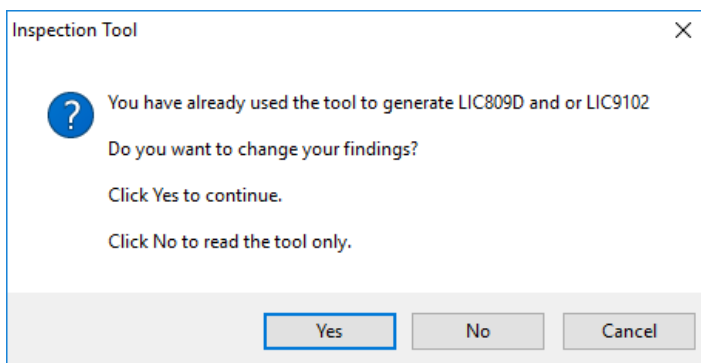 Inspection Tool
You have already used the tool to generate LIC809D and or LIC9102
Do you want to change your findings?
Click Yes to continue.
Click No to read the tool only.
Yes
No
Cancel